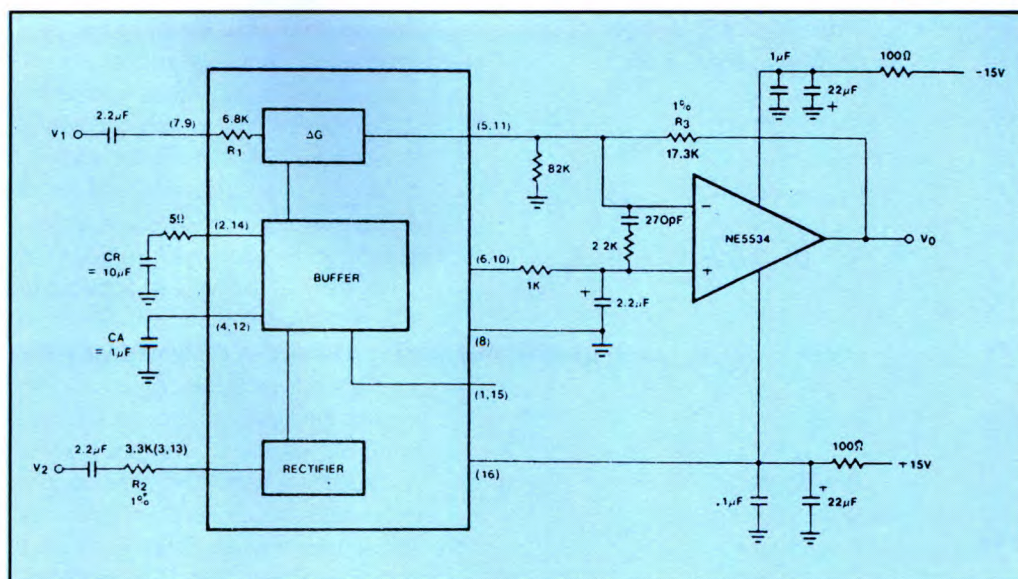 1µF
100Ω
-15V
22µF
+
2.2µF
V1
(7,9)
6.8K
R1
ΔG
(5,11)
1%
R3
17.3K
82K
5Ω
(2,14)
CR
= 10µF
BUFFER
270pF
2.2K
-
NE5534
VO
(6,10)
1K
+
+
2.2µF
CA
= 1µF
(4,12)
(8)
(1,15)
2.2µF
3.3K(3,13)
V2
R2
1%
RECTIFIER
(16)
100Ω
+15V
+
.1µF
22µF